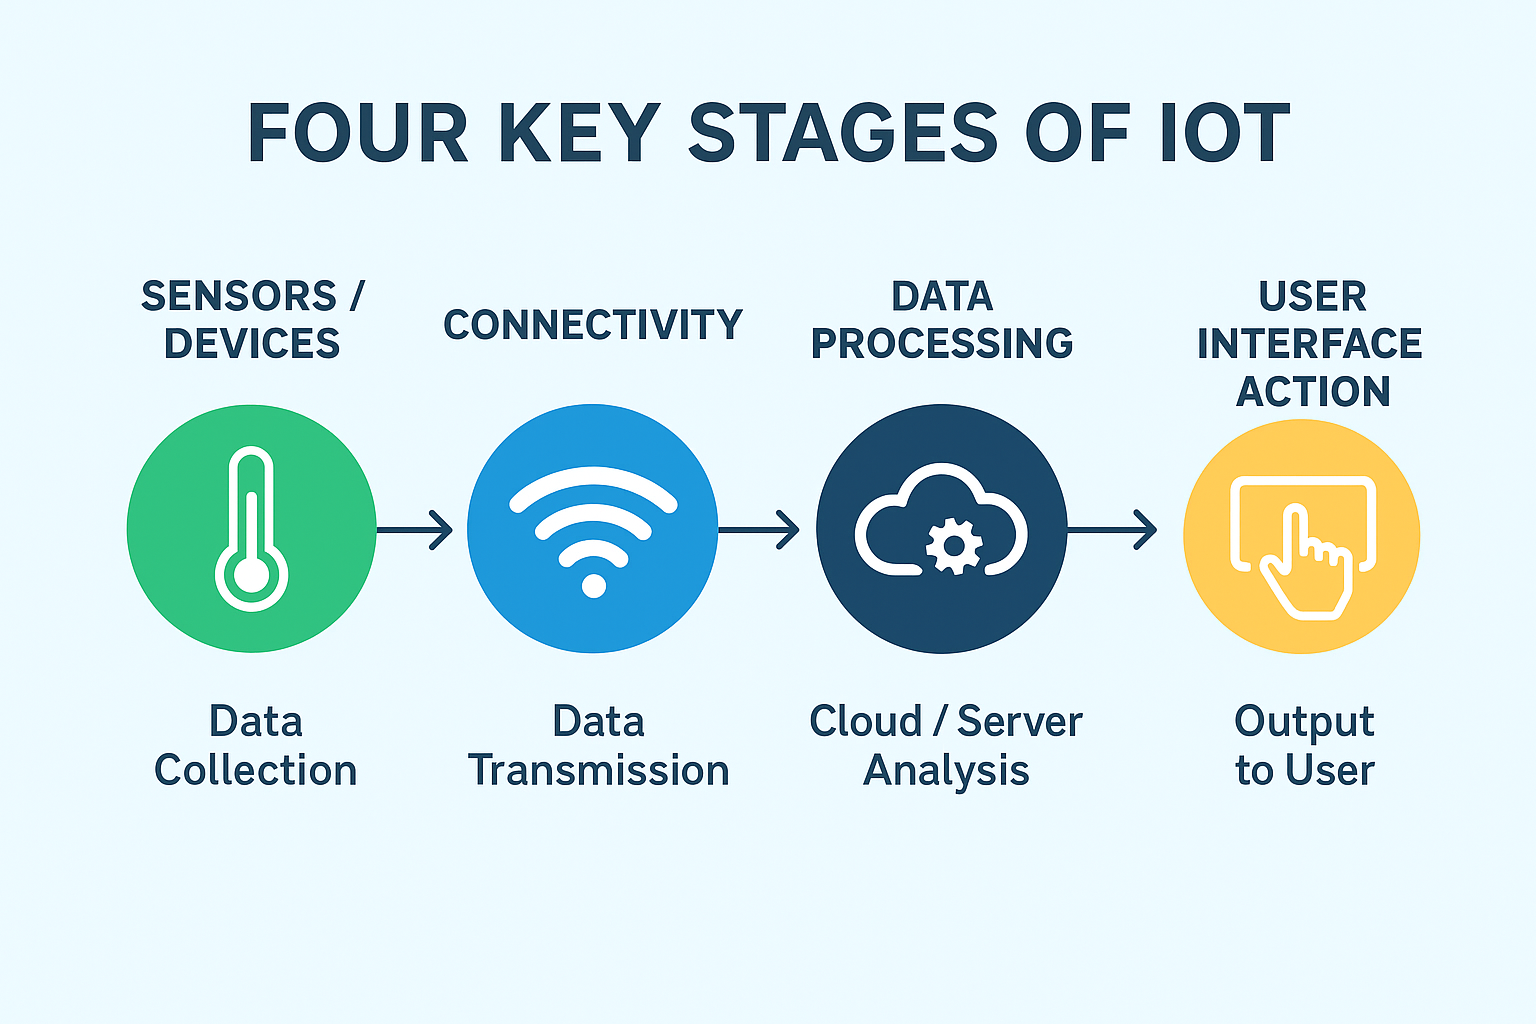 FOUR KEY STAGES OF IOT
SENSORS /
DEVICES
CONNECTIVITY
DATA
PROCESSING
USER
INTERFACE
ACTION
Data
Collection
Data
Transmission
Cloud / Server
Analysis
Output
to User